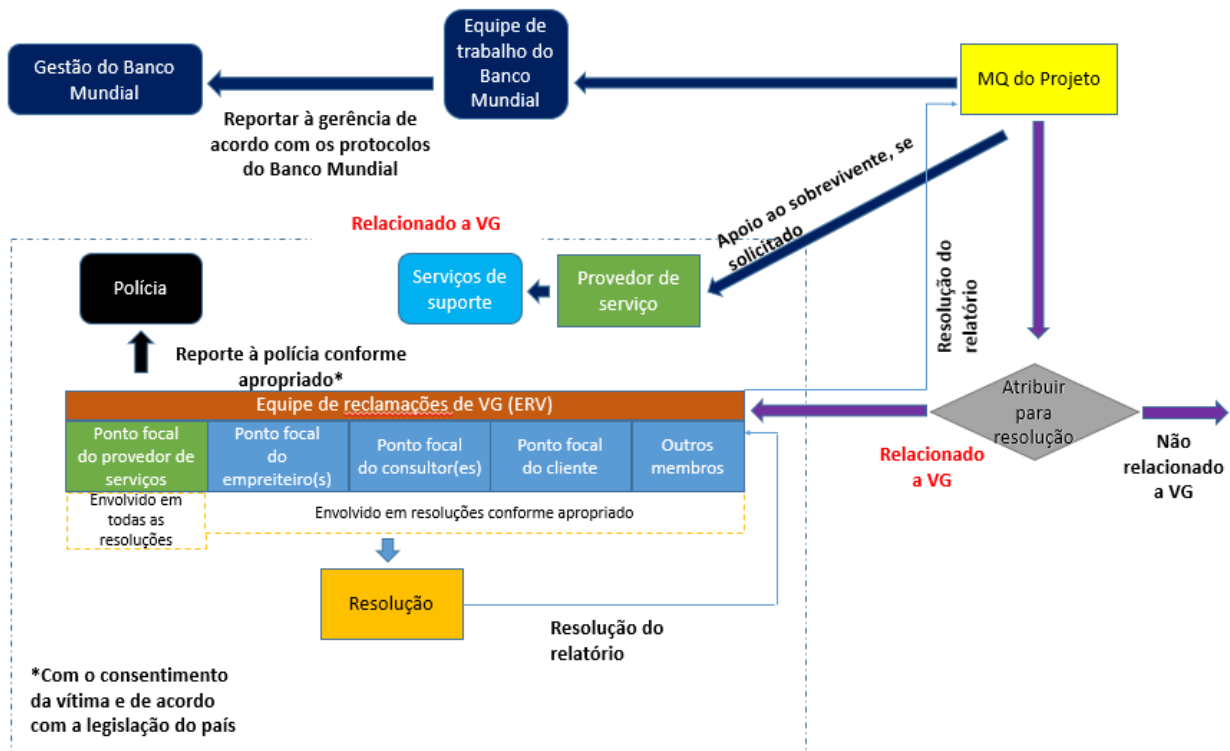 Gestão do Banco
Mundial
Equipe de
trabalho do
Banco
Mundial
MQ do Projeto
Reportar à gerência de
acordo com os protocolos
do Banco Mundial
Apoio ao sobrevivente, se
solicitado
Relacionado a VG
Polícia
Serviços de
suporte
Provedor de
serviço
Resolução do
relatório
Reporte à polícia conforme
apropriado*
Equipe de reclamações de VG (ERV)
Ponto focal
do provedor de
serviços
Ponto focal
do
empreiteiro(s)
Ponto focal
do consultor(es)
Ponto focal
do cliente
Outros
membros
Atribuir
para
resolução
Relacionado
a VG
Não
relacionado
a VG
Envolvido em
todas as
resoluções
Envolvido em resoluções conforme apropriado
Resolução
Resolução do
relatório
*Com o consentimento
da vítima e de acordo
com a legislação do país